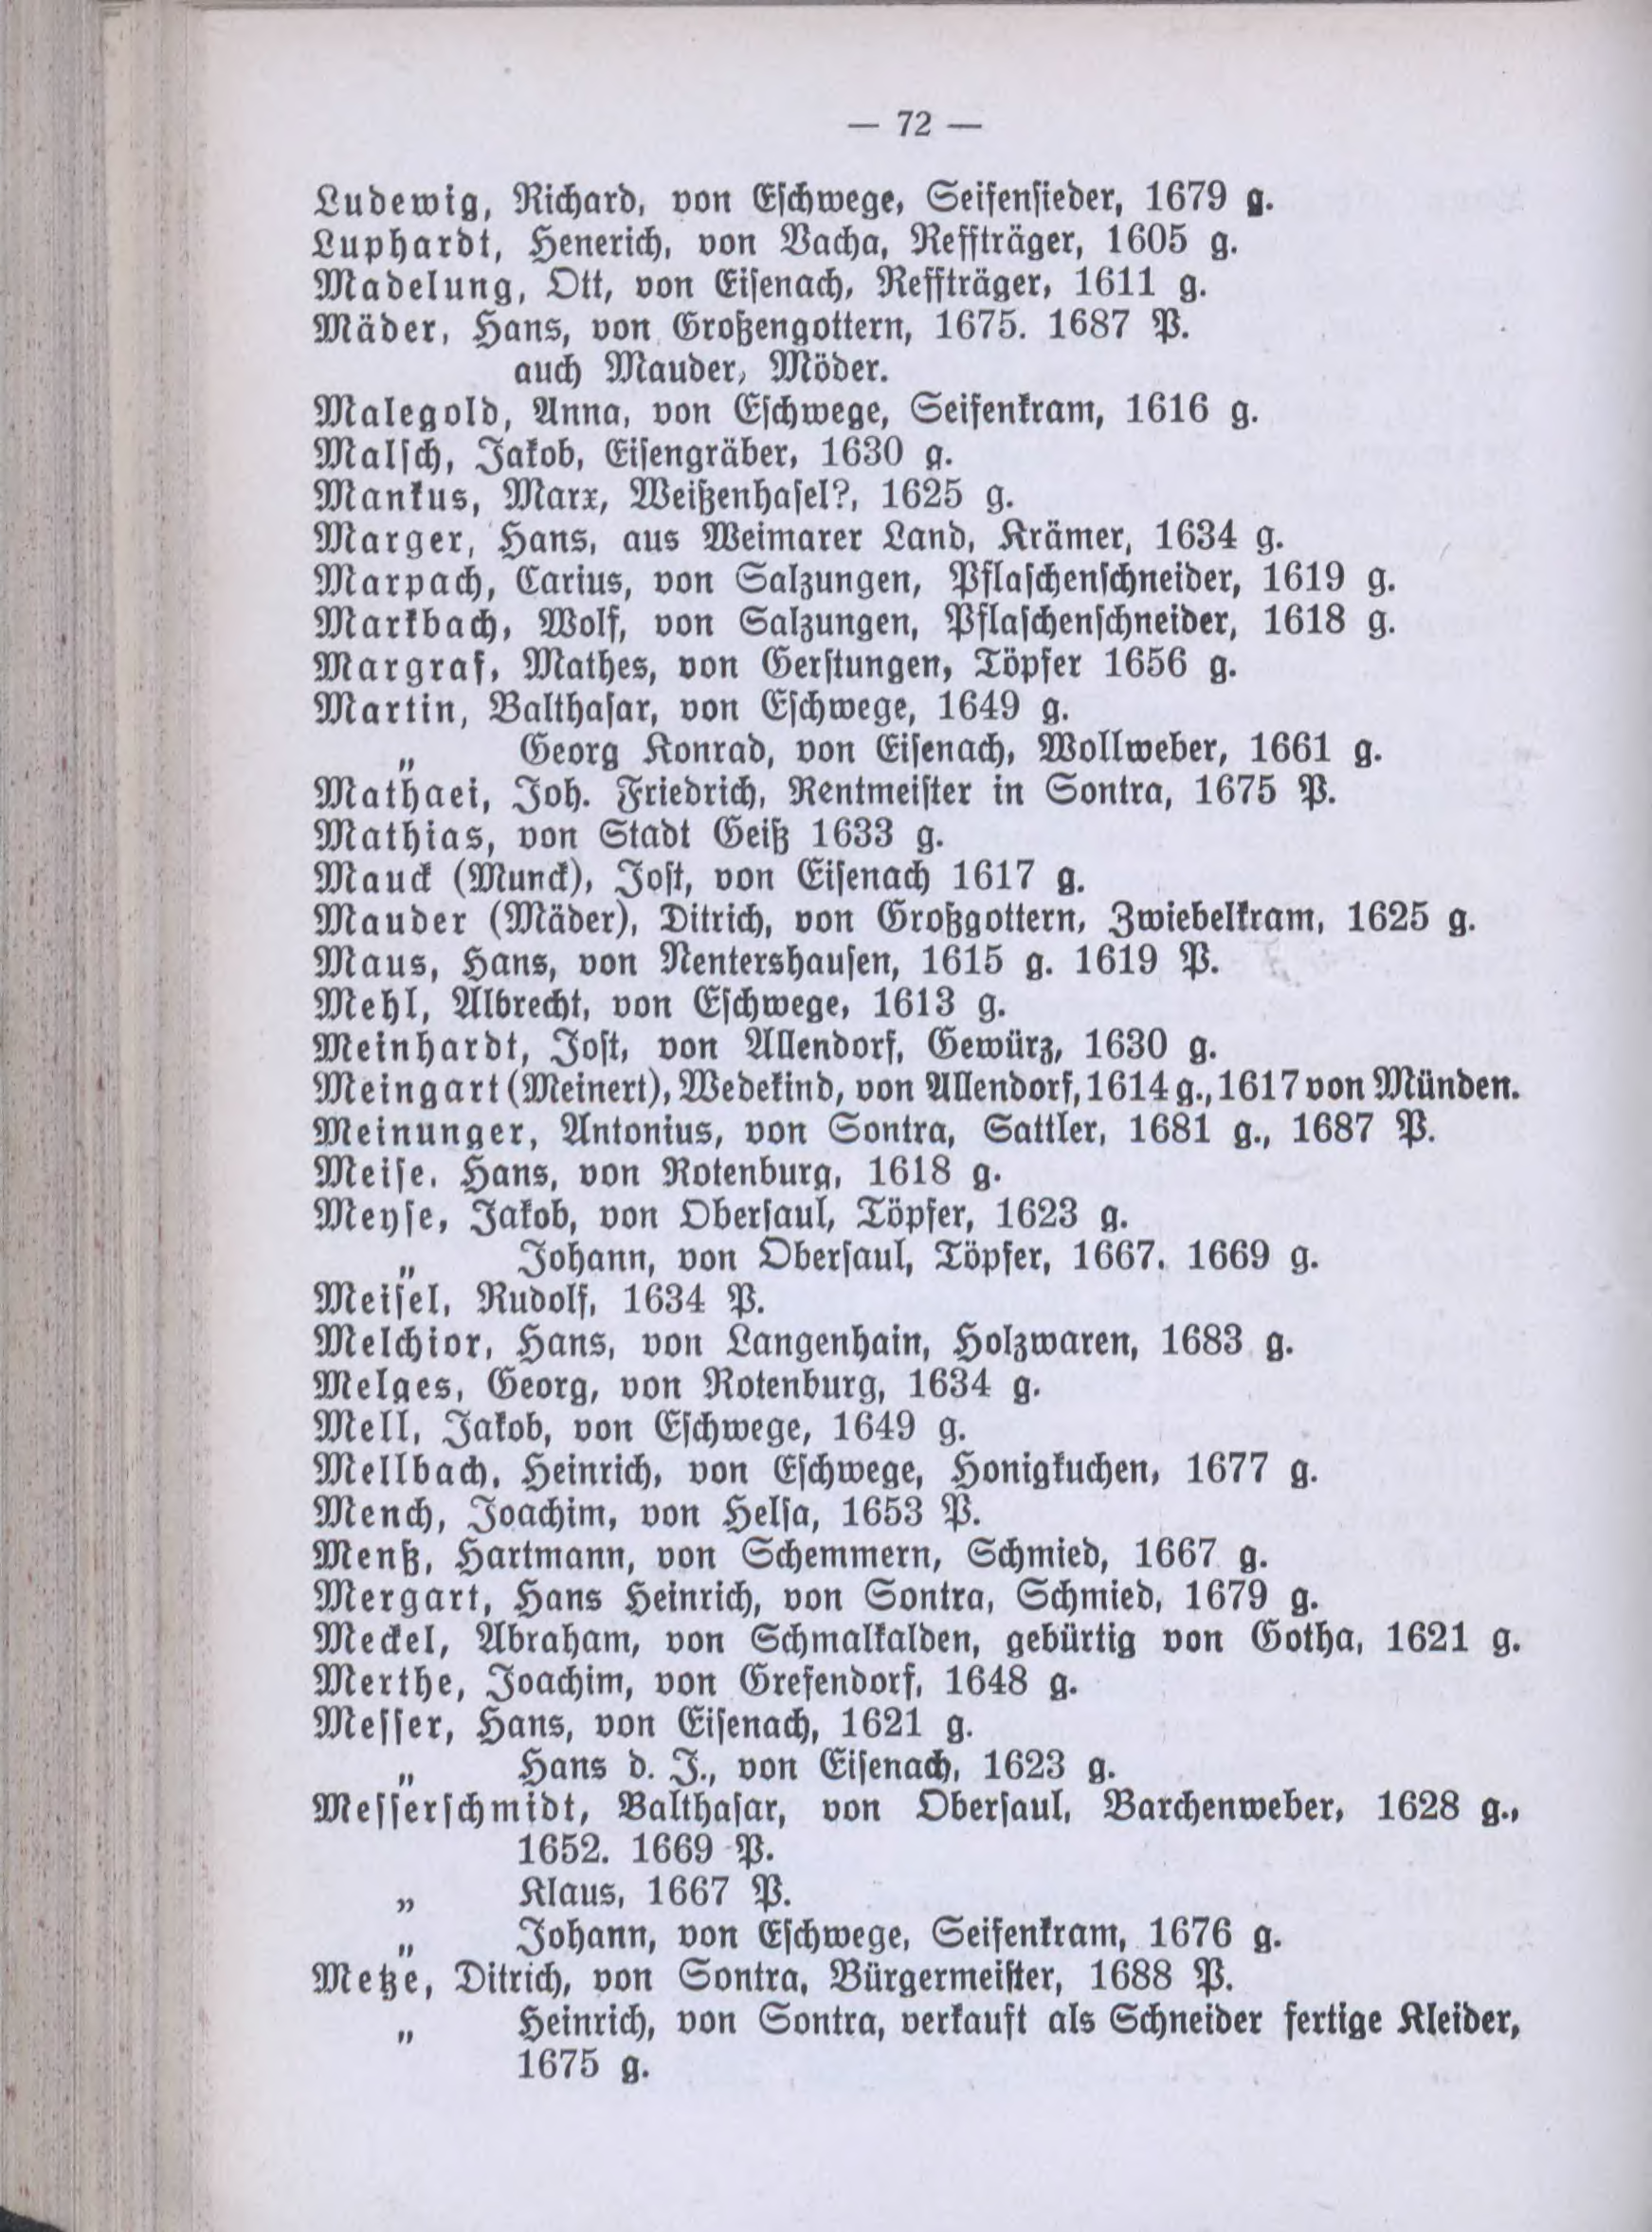 — 72 —
Ludewig, Richard, von Eschwege, Seifensieder, 1679 g.
Luphardt, Henerich, von Vacha, Reffträger, 1605 g.
Madelung, Ott, von Eisenach, Reffträger, 1611 g.
Mäder, Hans, von Großengottern, 1675. 1687 P.
auch Mauder, Möder.
Malegold, Anna, von Eschwege, Seifenkram, 1616 g.
Malsch, Jakob, Eisengräber, 1630 g.
Mankus, Marx, Weißenhasel?, 1625 g.
Marger, Hans, aus Weimarer Land, Krämer, 1634 g.
Marpach, Carius, von Salzungen, Pflaschenschneider, 1619 g.
Markbach, Wolf, von Salzungen, Pflaschenschneider, 1618 g.
Margraf, Mathes, von Gerstungen, Töpfer 1656 g.
Martin, Balthasar, von Eschwege, 1649 g.
„ Georg Konrad, von Eisenach, Wollweber, 1661 g.
Mathaei, Joh. Friedrich, Rentmeister in Sontra, 1675 P.
Mathias, von Stadt Geiß 1633 g.
Mauck (Munck), Jost, von Eisenach 1617 g.
Mauder (Mäder), Ditrich, von Großgottern, Zwiebelkram, 1625 g.
Maus, Hans, von Nentershausen, 1615 g. 1619 P.
Mehl, Albrecht, von Eschwege, 1613 g.
Meinhardt, Jost, von Allendorf, Gewürz, 1630 g.
Meingart (Meinert), Wedekind, von Allendorf, 1614 g., 1617 von Münden.
Meinunger, Antonius, von Sontra, Sattler, 1681 g., 1687 P.
Meise, Hans, von Rotenburg, 1618 g.
Meyse, Jakob, von Obersaul, Töpfer, 1623 g.
„ Johann, von Obersaul, Töpfer, 1667. 1669 g.
Meisel, Rudolf, 1634 P.
Melchior, Hans, von Langenhain, Holzwaren, 1683 g.
Melges, Georg, von Rotenburg, 1634 g.
Mell, Jakob, von Eschwege, 1649 g.
Mellbach, Heinrich, von Eschwege, Honigkuchen, 1677 g.
Mench, Joachim, von Helsa, 1653 P.
Menß, Hartmann, von Schemmern, Schmied, 1667 g.
Mergart, Hans Heinrich, von Sontra, Schmied, 1679 g.
Meckel, Abraham, von Schmalkalden, gebürtig von Gotha, 1621 g.
Merthe, Joachim, von Grefendorf, 1648 g.
Messer, Hans, von Eisenach, 1621 g.
„ Hans d. J., von Eisenach, 1623 g.
Messerschmidt, Balthasar, von Obersaul, Barchenweber, 1628 g.,
1652. 1669 P.
„ Klaus, 1667 P.
„ Johann, von Eschwege, Seifenkram, 1676 g.
Metze, Ditrich, von Sontra, Bürgermeister, 1688 P.
„ Heinrich, von Sontra, verkauft als Schneider fertige Kleider,
1675 g.